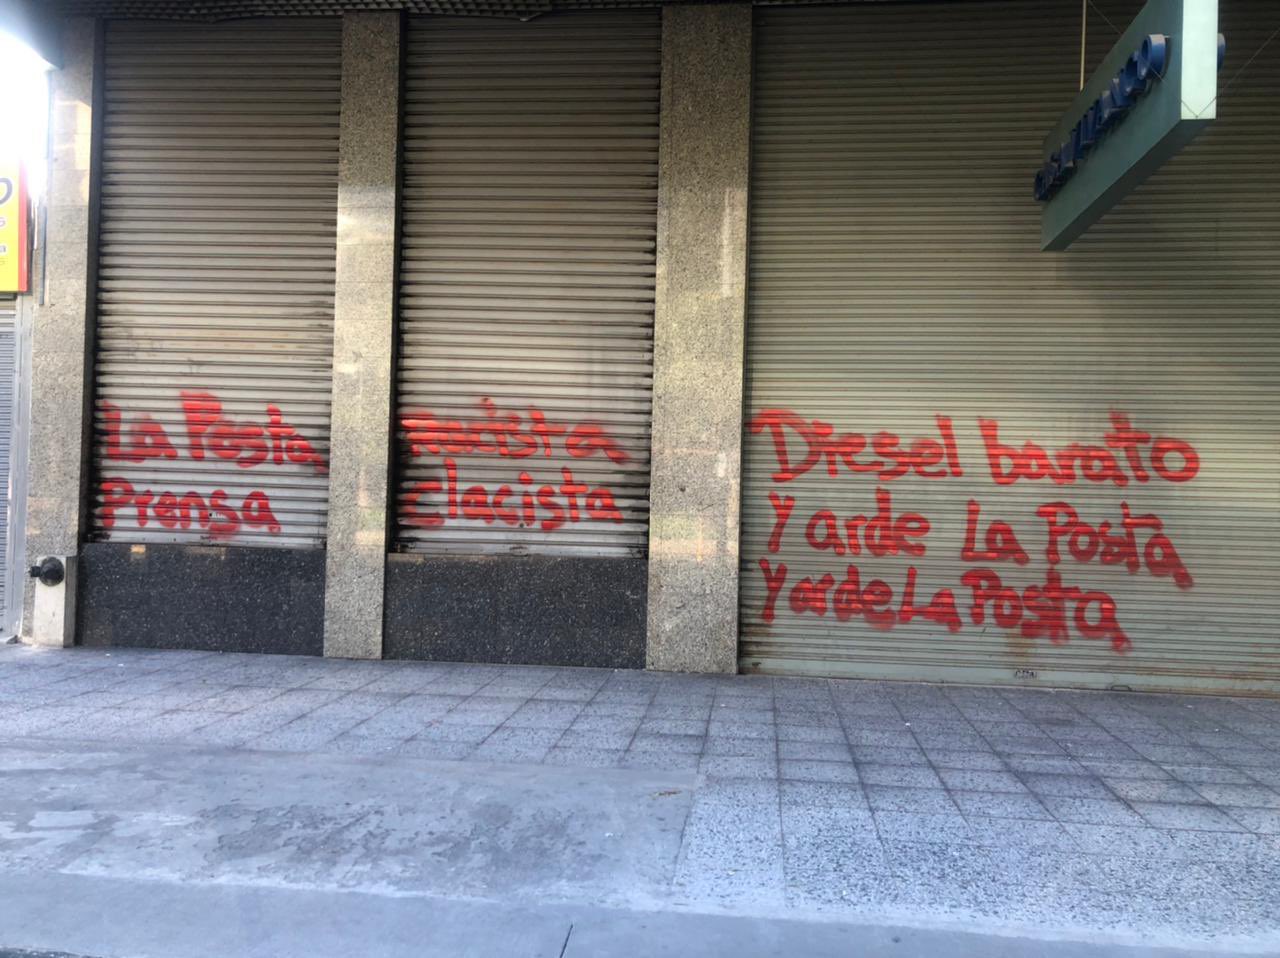 La Posta
Prensa
Racista
Clacista
Diesel barato
Y arde La Posta
Y arde La Posta